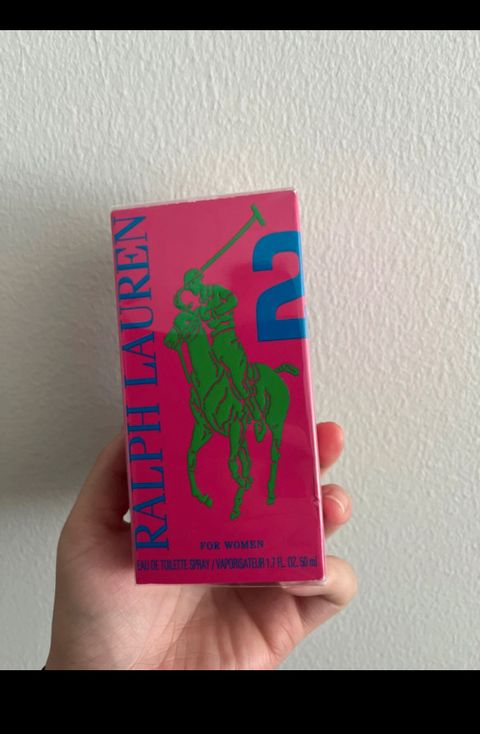 RALPH LAUREN
2
FOR WOMEN
EAU DE TOILETTE SPRAY / VAPORISATEUR 1.7 FL. OZ. 50 ml